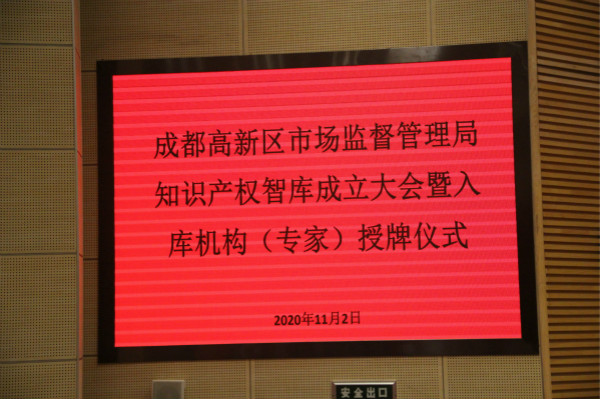 成都高新区市场监督管理局
知识产权智库成立大会暨入
库机构（专家）授牌仪式
2020年11月2日
安全出口